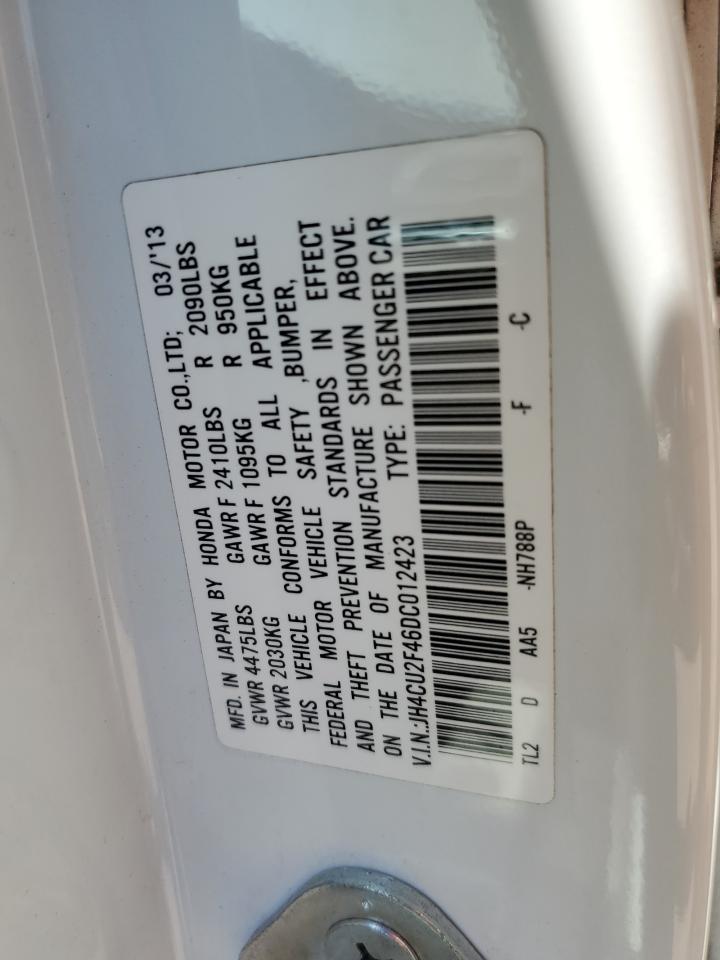 MFD. IN JAPAN BY HONDA MOTOR CO.,LTD; 03/'13
GVWR 4475LBS GAWR F 2410LBS R 2090LBS
GVWR 2030KG GAWR F 1095KG R 950KG
THIS VEHICLE CONFORMS TO ALL APPLICABLE
FEDERAL MOTOR VEHICLE SAFETY ,BUMPER,
AND THEFT PREVENTION STANDARDS IN EFFECT
ON THE DATE OF MANUFACTURE SHOWN ABOVE.
V.I.N.:JH4CU2F46DC012423 TYPE: PASSENGER CAR
TL2 D AA5 -NH788P -F -C